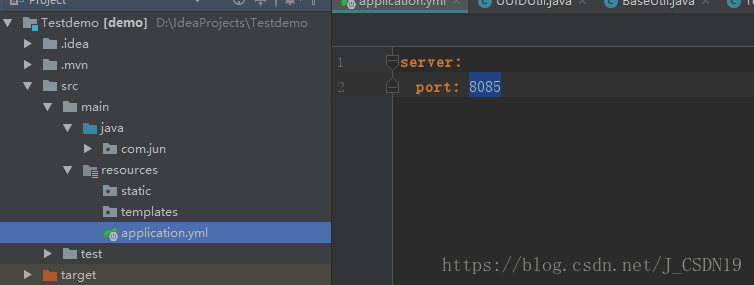 Project
Testdemo [demo] D:\IdeaProjects\Testdemo
.idea
.mvn
src
main
java
com.jun
resources
static
templates
application.yml
test
target
application.yml
UUIDUtil.java
BaseUtil.java
1 server:
2 port: 8085
https://blog.csdn.net/J_CSDN19